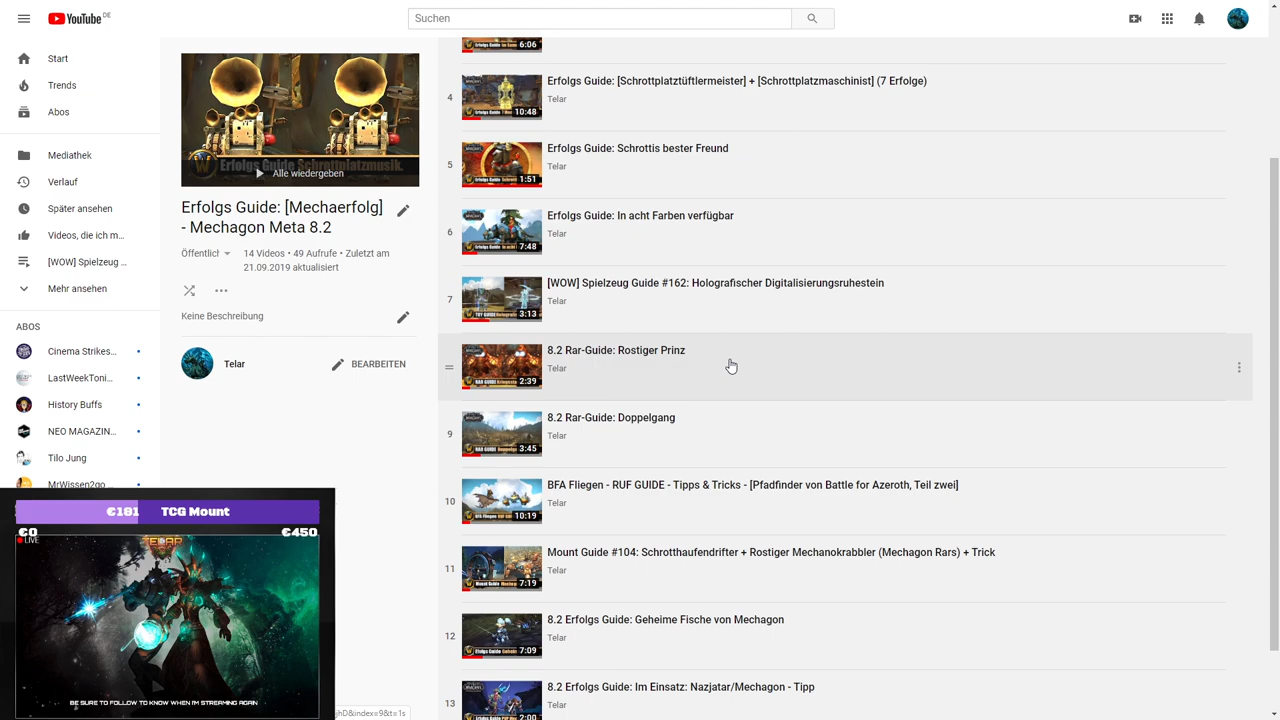 YouTube DE
Suchen
Start
Trends
Abos
Mediathek
Verlauf
Später ansehen
Videos, die ich m...
[WOW] Spielzeug ...
Mehr ansehen
ABOS
Cinema Strikes...
LastWeekToni...
History Buffs
NEO MAGAZIN...
Tilo Jung
MrWissen2go ...
Erfolgs Guide Schrottplatzmusik.
Alle wiedergeben
Erfolgs Guide: [Mechaerfolg]
- Mechagon Meta 8.2
Öffentlich
14 Videos • 49 Aufrufe • Zuletzt am
21.09.2019 aktualisiert
Keine Beschreibung
Telar
BEARBEITEN
6:06
4
10:48
Erfolgs Guide: [Schrottplatztüftlermeister] + [Schrottplatzmaschinist] (7 Erfolge)
Telar
5
1:51
Erfolgs Guide: Schrottis bester Freund
Telar
6
7:48
Erfolgs Guide: In acht Farben verfügbar
Telar
7
3:13
[WOW] Spielzeug Guide #162: Holografischer Digitalisierungsruhestein
Telar
2:39
8.2 Rar-Guide: Rostiger Prinz
Telar
9
3:45
8.2 Rar-Guide: Doppelgang
Telar
10
10:19
BFA Fliegen - RUF GUIDE - Tipps & Tricks - [Pfadfinder von Battle for Azeroth, Teil zwei]
Telar
11
7:19
Mount Guide #104: Schrotthaufendrifter + Rostiger Mechanokrabbler (Mechagon Rars) + Trick
Telar
12
7:09
8.2 Erfolgs Guide: Geheime Fische von Mechagon
Telar
13
2:00
8.2 Erfolgs Guide: Im Einsatz: Nazjatar/Mechagon - Tipp
Telar
€181 TCG Mount
€0 €450
LIVE
TELAR
BE SURE TO FOLLOW TO KNOW WHEN I'M STREAMING AGAIN
jhD&index=9&t=1s